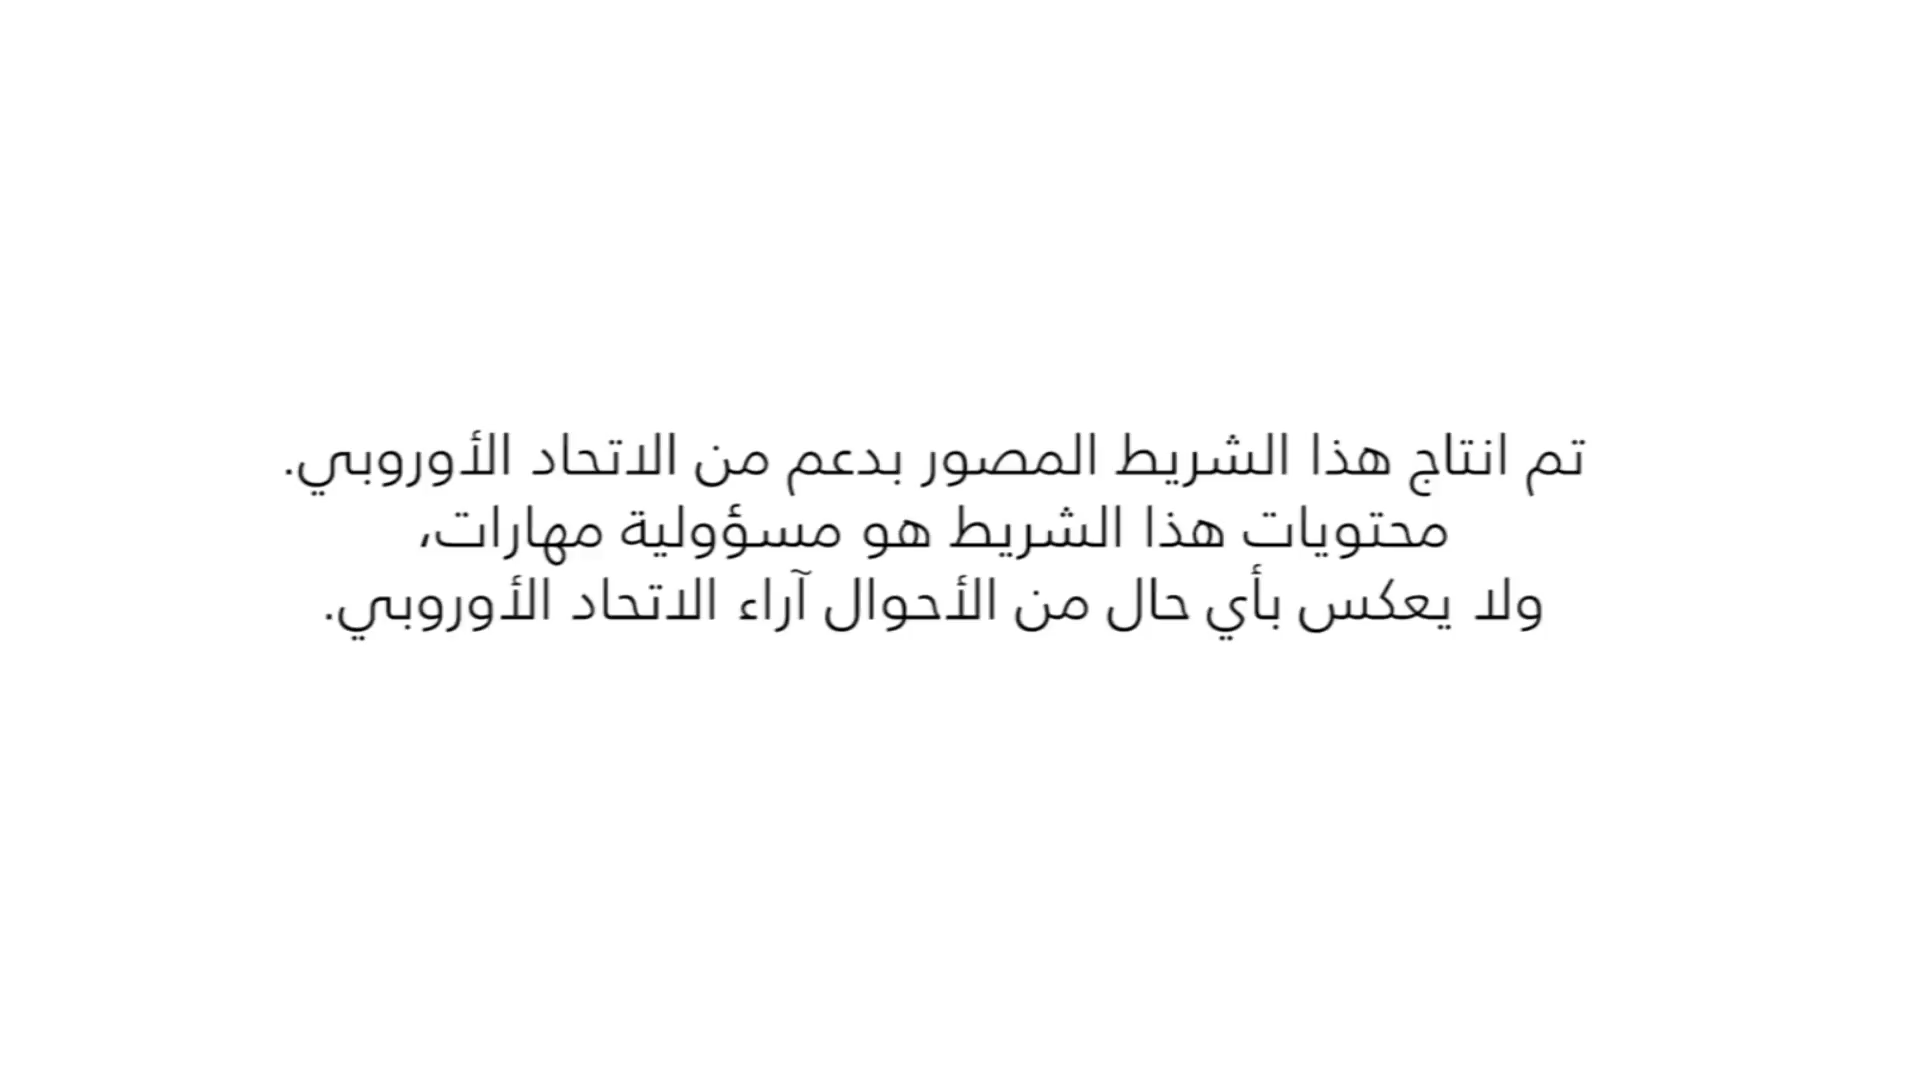 تم انتاج هذا الشريط المصور بدعم من الاتحاد الأوروبي.
محتويات هذا الشريط هو مسؤولية مهارات،
ولا يعكس بأي حال من الأحوال آراء الاتحاد الأوروبي.